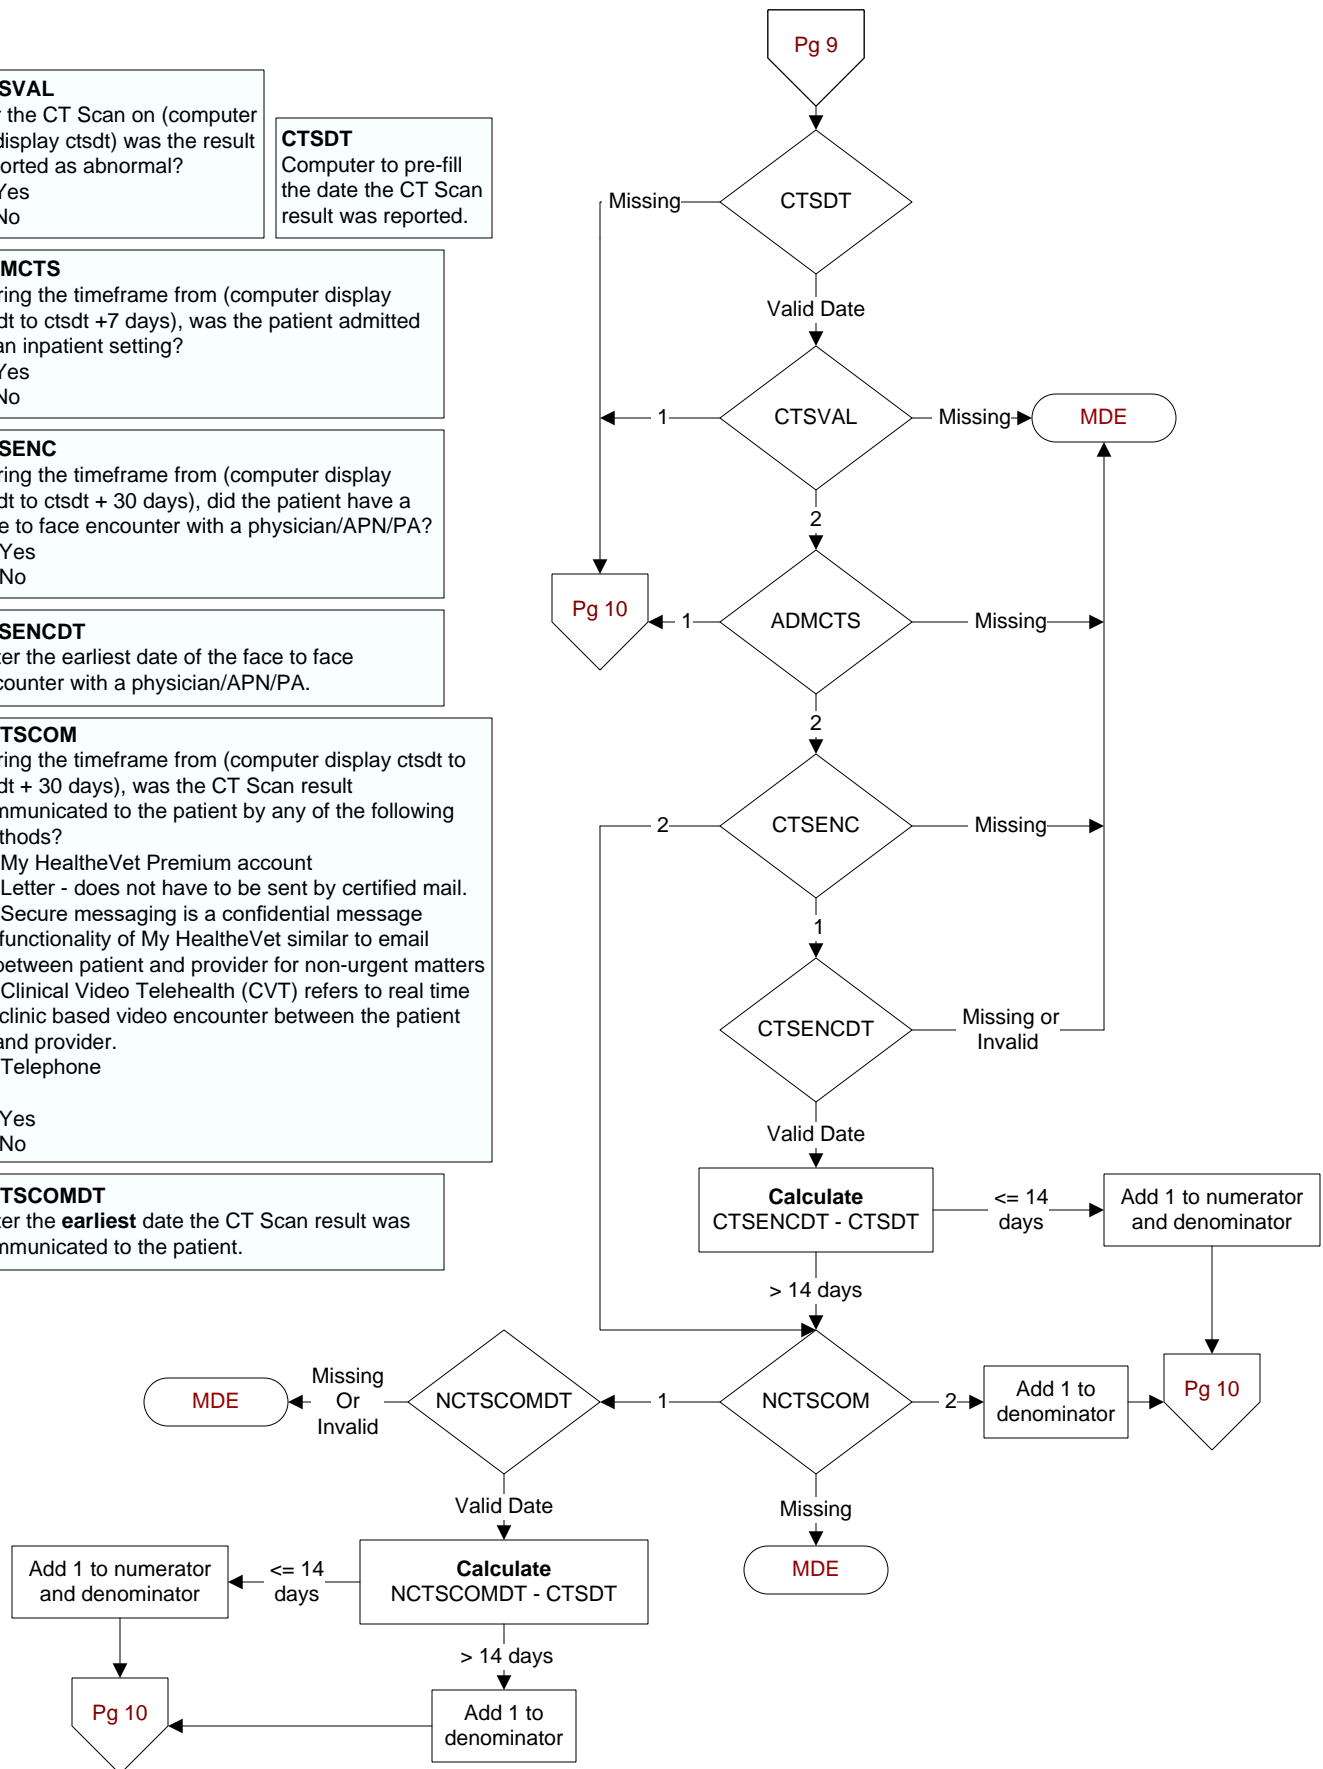 Pg 9
SVAL
the CT Scan on (computer
display ctsdt) was the result
orted as abnormal?
Yes
No
CTSDT
Computer to pre-fill
the date the CT Scan
result was reported.
MCTS
ring the timeframe from (computer display
dt to ctsdt +7 days), was the patient admitted
an inpatient setting?
Yes
No
SENC
ring the timeframe from (computer display
dt to ctsdt + 30 days), did the patient have a
e to face encounter with a physician/APN/PA?
Yes
No
SENCDT
ter the earliest date of the face to face
counter with a physician/APN/PA.
TSCOM
ring the timeframe from (computer display ctsdt to
dt + 30 days), was the CT Scan result
mmunicated to the patient by any of the following
thods?
My HealtheVet Premium account
Letter - does not have to be sent by certified mail.
Secure messaging is a confidential message
functionality of My HealtheVet similar to email
between patient and provider for non-urgent matters
Clinical Video Telehealth (CVT) refers to real time
clinic based video encounter between the patient
and provider.
Telephone
Yes
No
TSCOMDT
ter the earliest date the CT Scan result was
mmunicated to the patient.
Missing
CTSDT
Valid Date
1
CTSVAL
Missing
MDE
2
Pg 10
1
ADMCTS
Missing
2
2
CTSENC
Missing
1
CTSENCDT
Missing or
Invalid
Valid Date
Calculate
CTSENCDT - CTSDT
<= 14
days
Add 1 to numerator
and denominator
> 14 days
MDE
Missing
Or
Invalid
NCTSCOMDT
1
NCTSCOM
2
Add 1 to
denominator
Pg 10
Valid Date
Missing
MDE
Add 1 to numerator
and denominator
<= 14
days
Calculate
NCTSCOMDT - CTSDT
> 14 days
Pg 10
Add 1 to
denominator